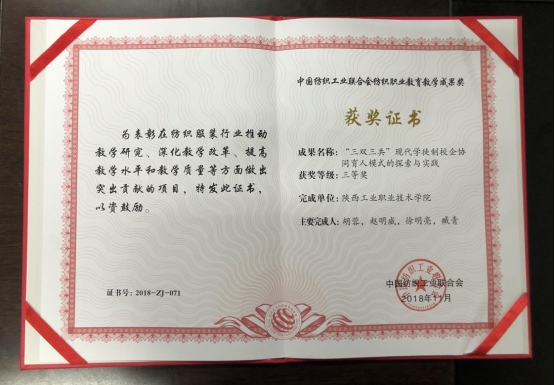 为表彰在纺织服装行业推动
教学研究、深化教学改革、提高
教学水平和教学质量等方面做出
突出贡献的项目，特发此证书，
以资鼓励。
证书号：2018-ZJ-071
中国纺织工业联合会纺织职业教育教学成果奖
获奖证书
成果名称：“三双三共”现代学徒制校企协
同育人模式的探索与实践
获奖等级：三等奖
完成单位：陕西工业职业技术学院
主要完成人：胡蓉，赵明威，徐明亮，臧青
中国纺织工业联合会
2018年11月